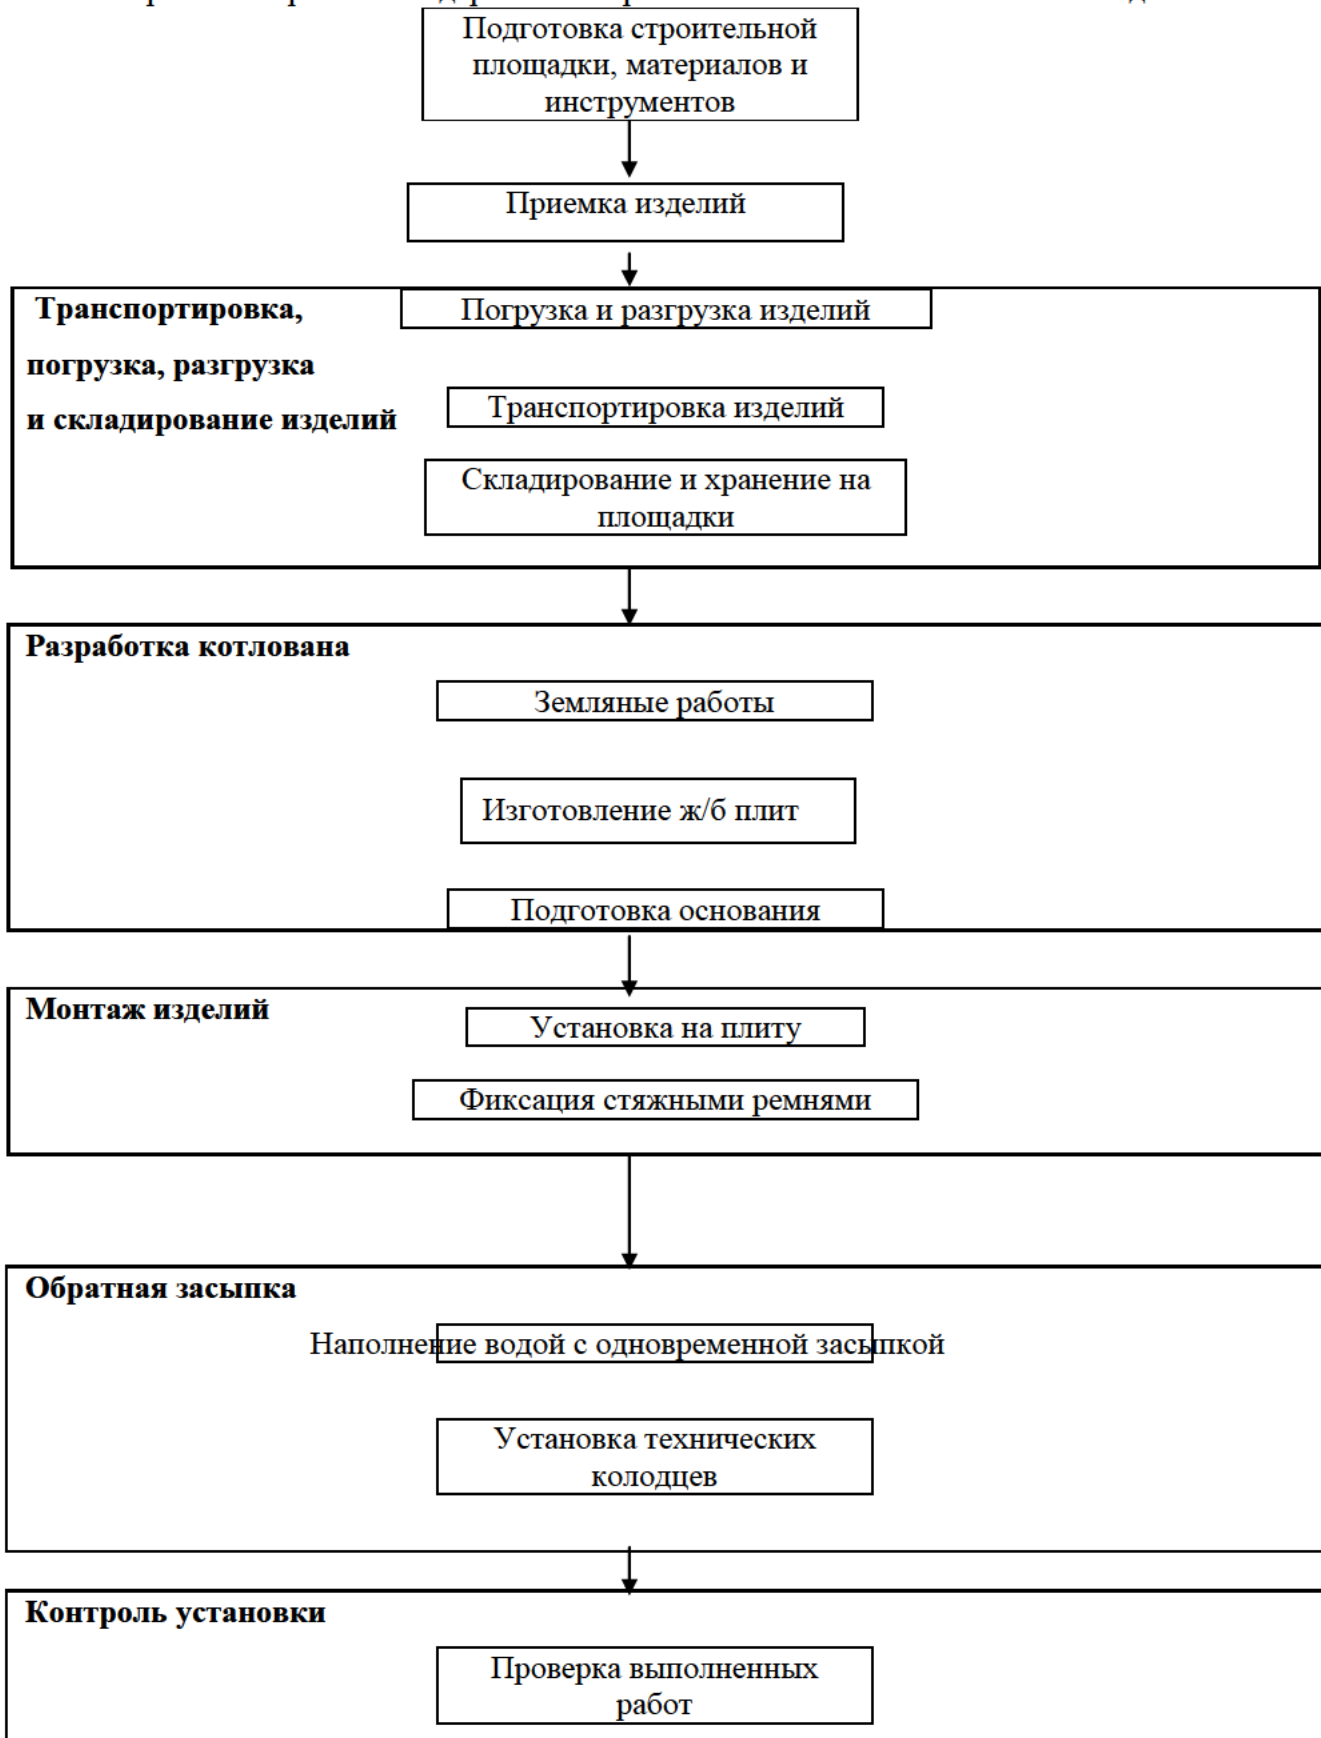 Подготовка строительной
площадки, материалов и
инструментов
Приемка изделий
Транспортировка,
погрузка, разгрузка
и складирование изделий
Погрузка и разгрузка изделий
Транспортировка изделий
Складирование и хранение на
площадки
Разработка котлована
Земляные работы
Изготовление ж/б плит
Подготовка основания
Монтаж изделий
Установка на плиту
Фиксация стяжными ремнями
Обратная засыпка
Наполнение водой с одновременной засыпкой
Установка технических
колодцев
Контроль установки
Проверка выполненных
работ